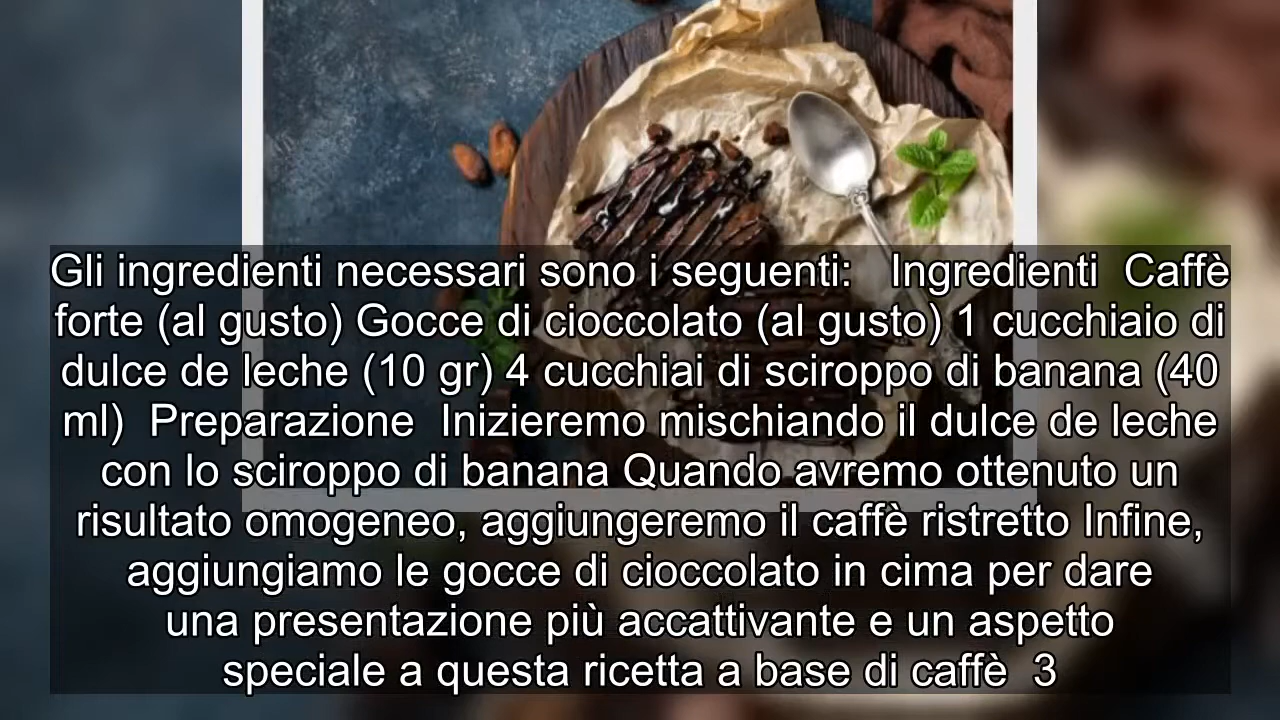 Gli ingredienti necessari sono i seguenti:   Ingredienti  Caffè
forte (al gusto) Gocce di cioccolato (al gusto) 1 cucchiaio di
dulce de leche (10 gr) 4 cucchiai di sciroppo di banana (40
ml)  Preparazione  Inizieremo mischiando il dulce de leche
con lo sciroppo di banana Quando avremo ottenuto un
risultato omogeneo, aggiungeremo il caffè ristretto Infine,
aggiungiamo le gocce di cioccolato in cima per dare
una presentazione più accattivante e un aspetto
speciale a questa ricetta a base di caffè  3